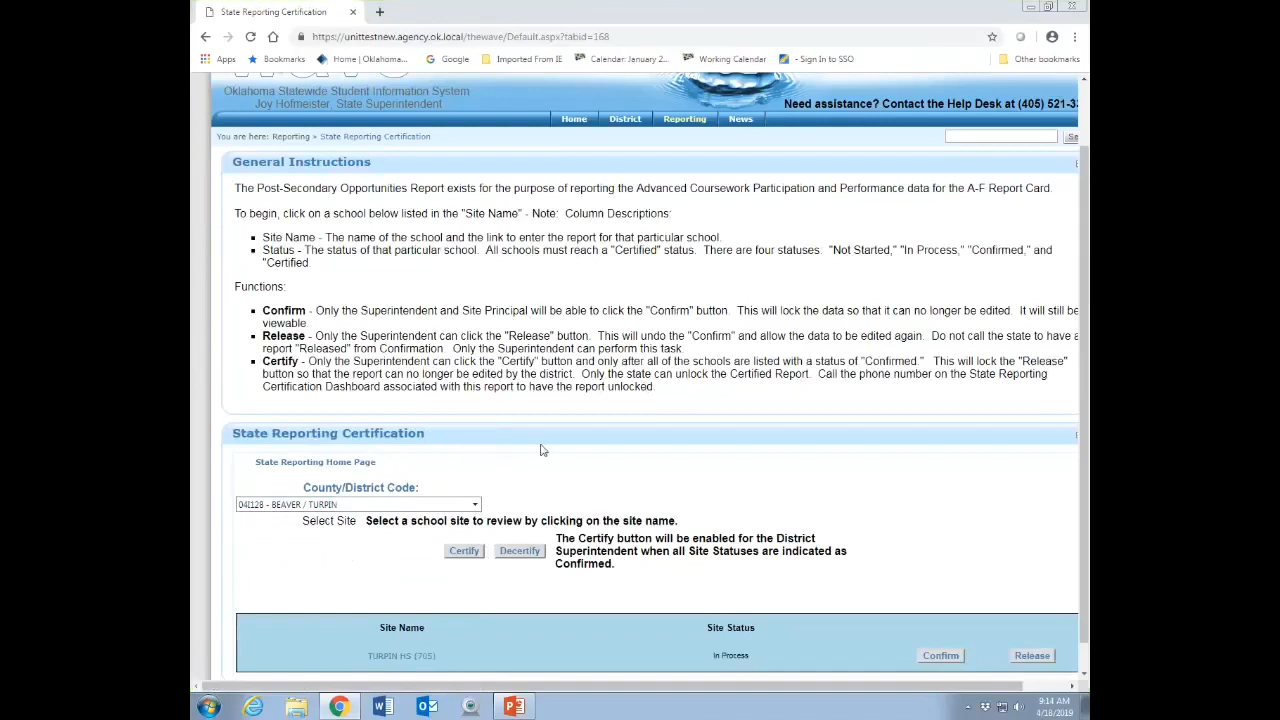 State Reporting Certification
https://unittestnew.agency.ok.local/thewave/Default.aspx?tabid=168
Apps Bookmarks Home | Oklahoma... Google Imported From IE Calendar: January 2... Working Calendar - Sign In to SSO Other bookmarks
Oklahoma Statewide Student Information System
Joy Hofmeister, State Superintendent
Need assistance? Contact the Help Desk at (405) 521-3
Home District Reporting News
You are here: Reporting » State Reporting Certification
General Instructions
The Post-Secondary Opportunities Report exists for the purpose of reporting the Advanced Coursework Participation and Performance data for the A-F Report Card.
To begin, click on a school below listed in the "Site Name" - Note: Column Descriptions:
Site Name - The name of the school and the link to enter the report for that particular school.
Status - The status of that particular school. All schools must reach a "Certified" status. There are four statuses. "Not Started," "In Process," "Confirmed," and
"Certified.
Functions:
Confirm - Only the Superintendent and Site Principal will be able to click the "Confirm" button. This will lock the data so that it can no longer be edited. It will still be
viewable.
Release - Only the Superintendent can click the "Release" button. This will undo the "Confirm" and allow the data to be edited again. Do not call the state to have a
report "Released" from Confirmation. Only the Superintendent can perform this task.
Certify - Only the Superintendent can click the "Certify" button and only after all of the schools are listed with a status of "Confirmed." This will lock the "Release"
button so that the report can no longer be edited by the district. Only the state can unlock the Certified Report. Call the phone number on the State Reporting
Certification Dashboard associated with this report to have the report unlocked.
State Reporting Certification
State Reporting Home Page
County/District Code:
04I128 - BEAVER / TURPIN
Select Site Select a school site to review by clicking on the site name.
Certify Decertify The Certify button will be enabled for the District
Superintendent when all Site Statuses are indicated as
Confirmed.
Site Name Site Status
TURPIN HS (705) In Process Confirm Release
9:14 AM
4/18/2019